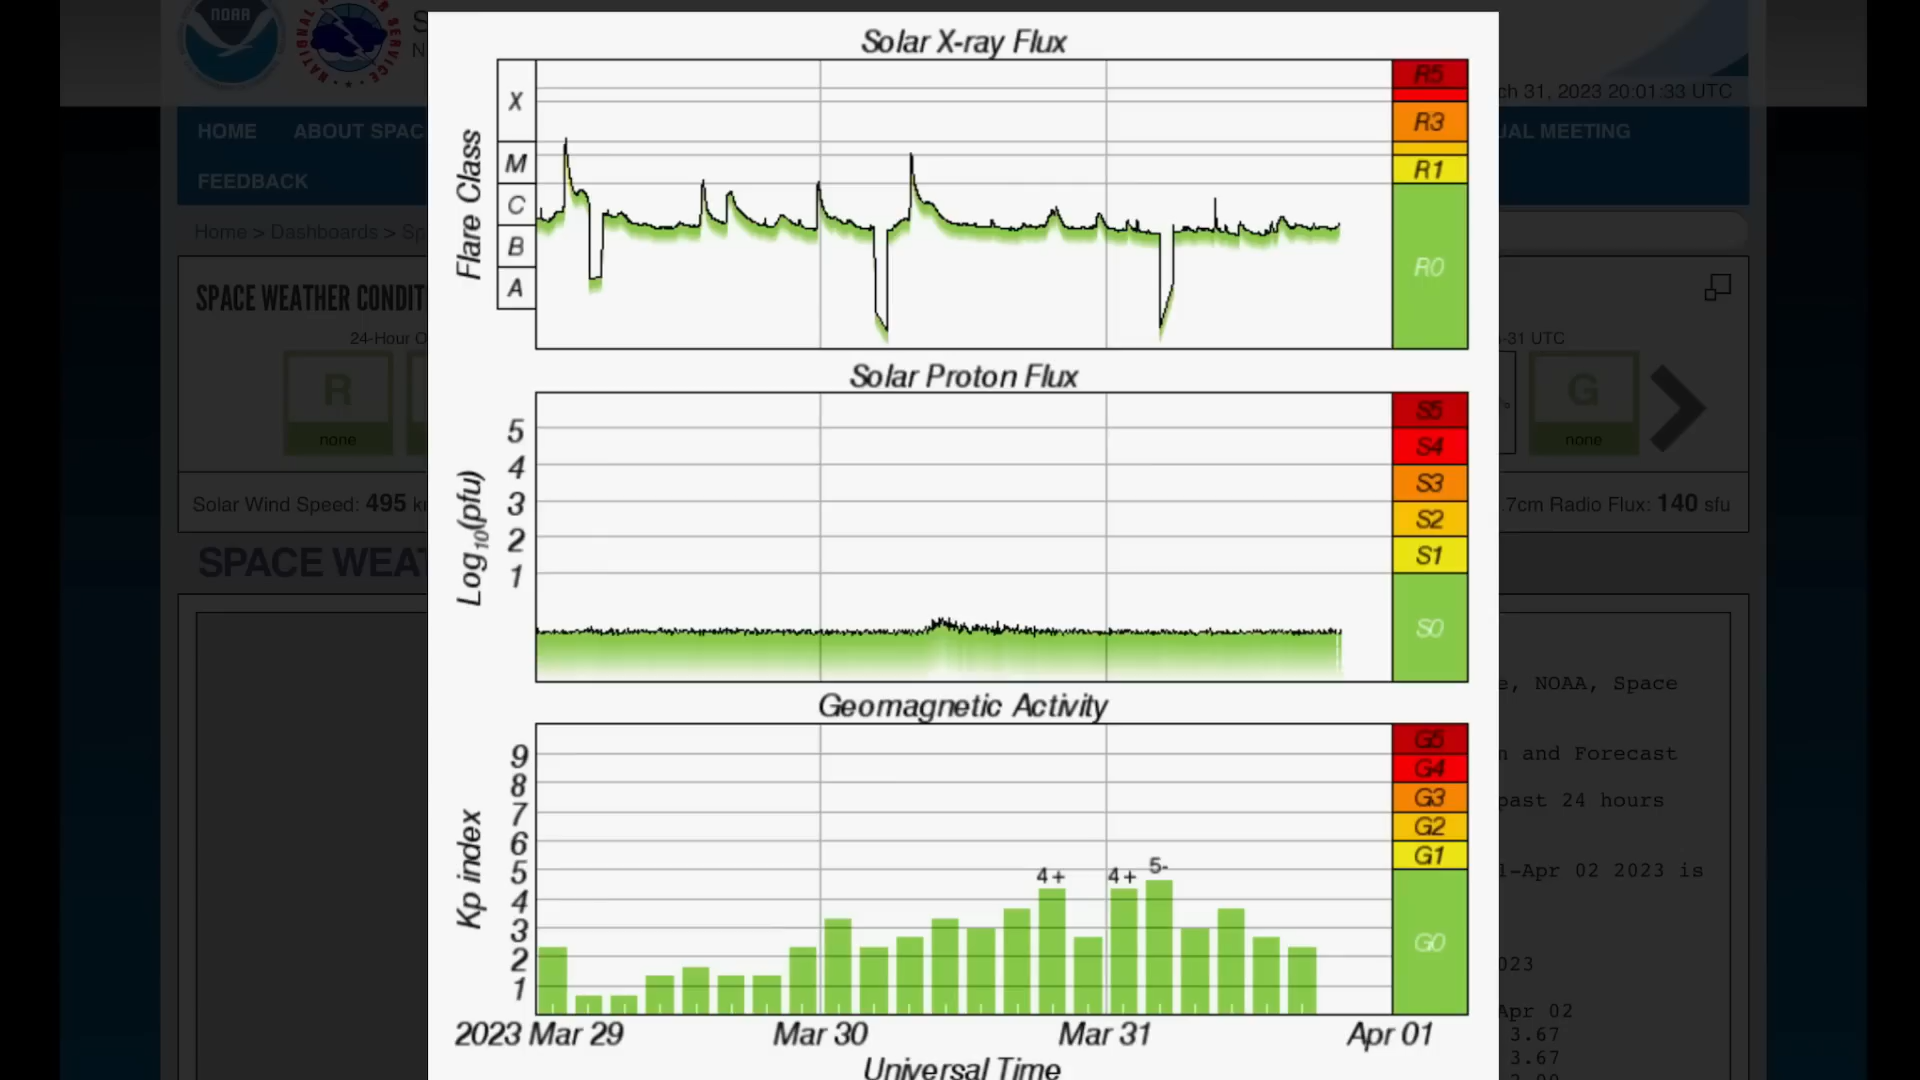 NOAA
NATIONAL
SERVICE
Solar X-ray Flux
ch 31, 2023 20:01:33 UTC
HOME ABOUT SPAC
UAL MEETING
FEEDBACK
Home > Dashboards > Sp
Flare Class
X
M
C
B
A
R5
R3
R1
R0
SPACE WEATHER CONDIT
24-Hour O
-31 UTC
R
none
G
none
Solar Wind Speed: 495 k
.7cm Radio Flux: 140 sfu
SPACE WEAT
Solar Proton Flux
Log10(pfu)
5
4
3
2
1
S5
S4
S3
S2
S1
S0
e, NOAA, Space
n and Forecast
past 24 hours
1-Apr 02 2023 is
023
Apr 02
3.67
3.67
Geomagnetic Activity
Kp index
9
8
7
6
5
4
3
2
1
4+
4+
5-
G5
G4
G3
G2
G1
G0
2023 Mar 29 Mar 30 Mar 31 Apr 01
Universal Time